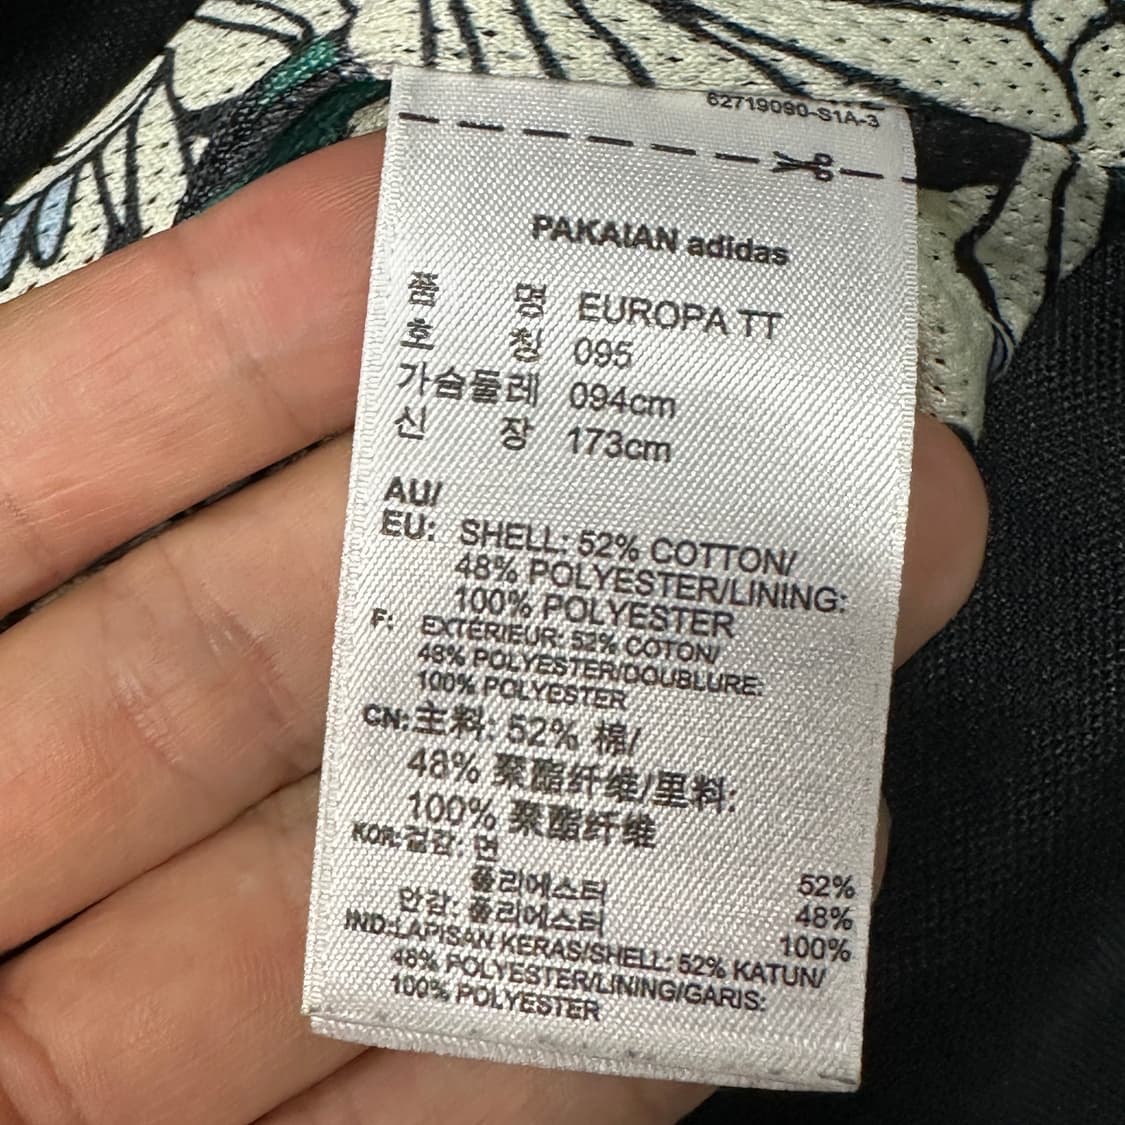 62719090-S1A-3
PAKAIAN adidas
품 명 EUROPA TT
호 칭 095
가슴둘레 094cm
신 장 173cm
AU/
EU: SHELL: 52% COTTON/
48% POLYESTER/LINING:
100% POLYESTER
F: EXTERIEUR: 52% COTON/
48% POLYESTER/DOUBLURE:
100% POLYESTER
CN: 主料: 52% 棉/
48% 聚酯纤维/里料:
100% 聚酯纤维
KOR: 겉감: 면 52%
폴리에스터 48%
안감: 폴리에스터 100%
IND: LAPISAN KERAS/SHELL: 52% KATUN/
48% POLYESTER/LINING/GARIS:
100% POLYESTER